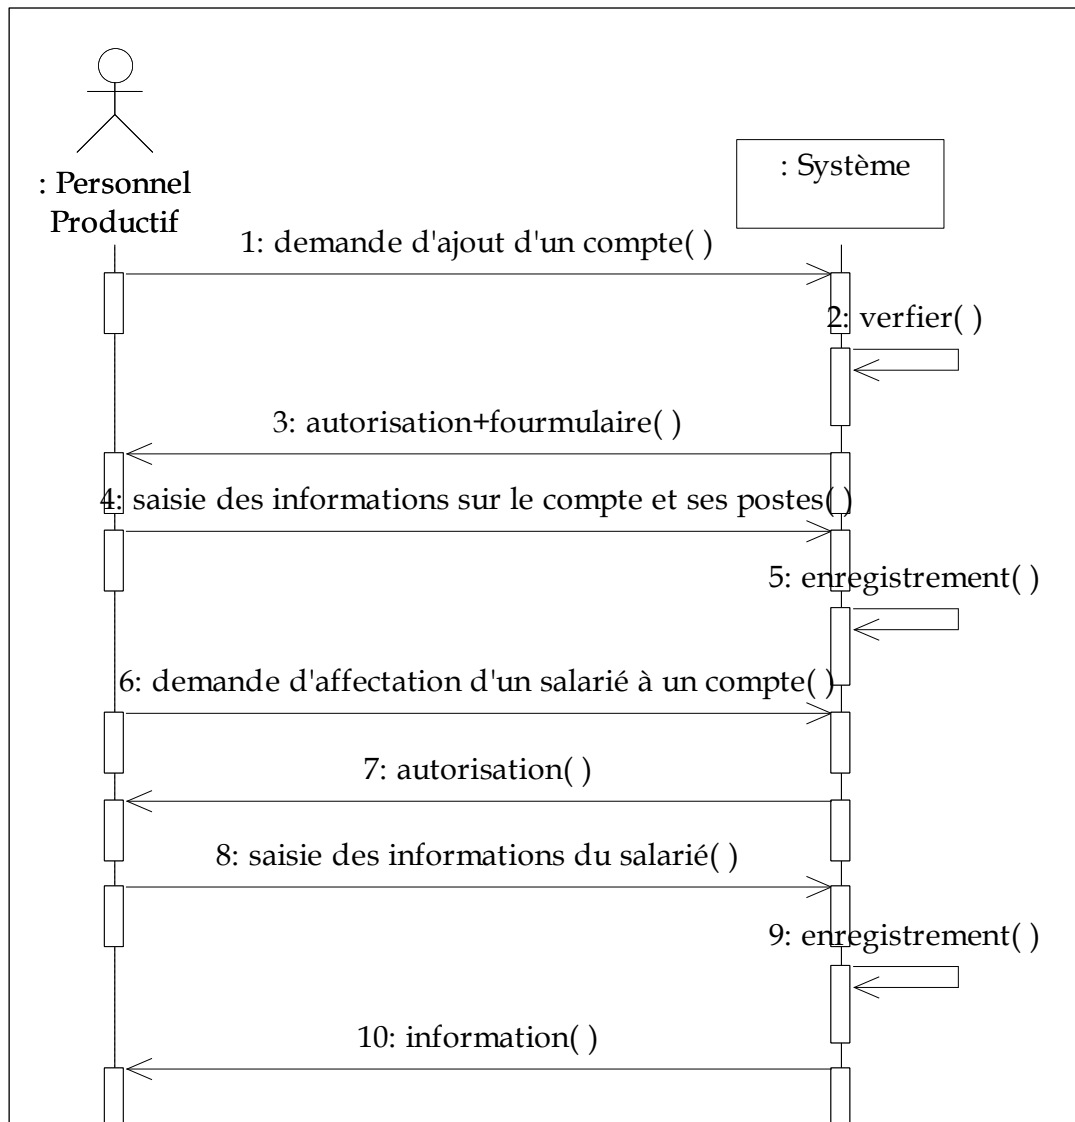 : Personnel
Productif
: Système
1: demande d'ajout d'un compte( )
2: verfier( )
3: autorisation+fourmulaire( )
4: saisie des informations sur le compte et ses postes( )
5: enregistrement( )
6: demande d'affectation d'un salarié à un compte( )
7: autorisation( )
8: saisie des informations du salarié( )
9: enregistrement( )
10: information( )